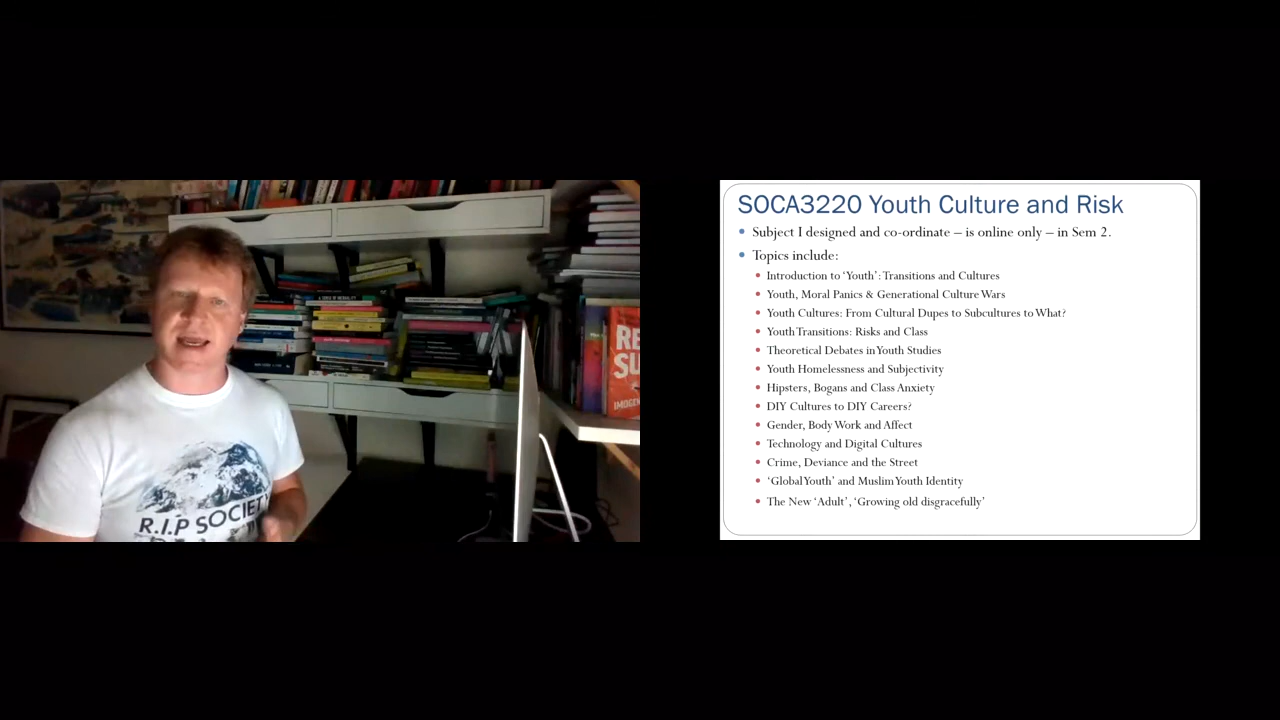 R.I.P SOCIETY
RE
SU
IMOGEN
SOCA3220 Youth Culture and Risk
Subject I designed and co-ordinate – is online only – in Sem 2.
Topics include:
Introduction to ‘Youth’: Transitions and Cultures
Youth, Moral Panics & Generational Culture Wars
Youth Cultures: From Cultural Dupes to Subcultures to What?
Youth Transitions: Risks and Class
Theoretical Debates in Youth Studies
Youth Homelessness and Subjectivity
Hipsters, Bogans and Class Anxiety
DIY Cultures to DIY Careers?
Gender, Body Work and Affect
Technology and Digital Cultures
Crime, Deviance and the Street
‘Global Youth’ and Muslim Youth Identity
The New ‘Adult’, ‘Growing old disgracefully’